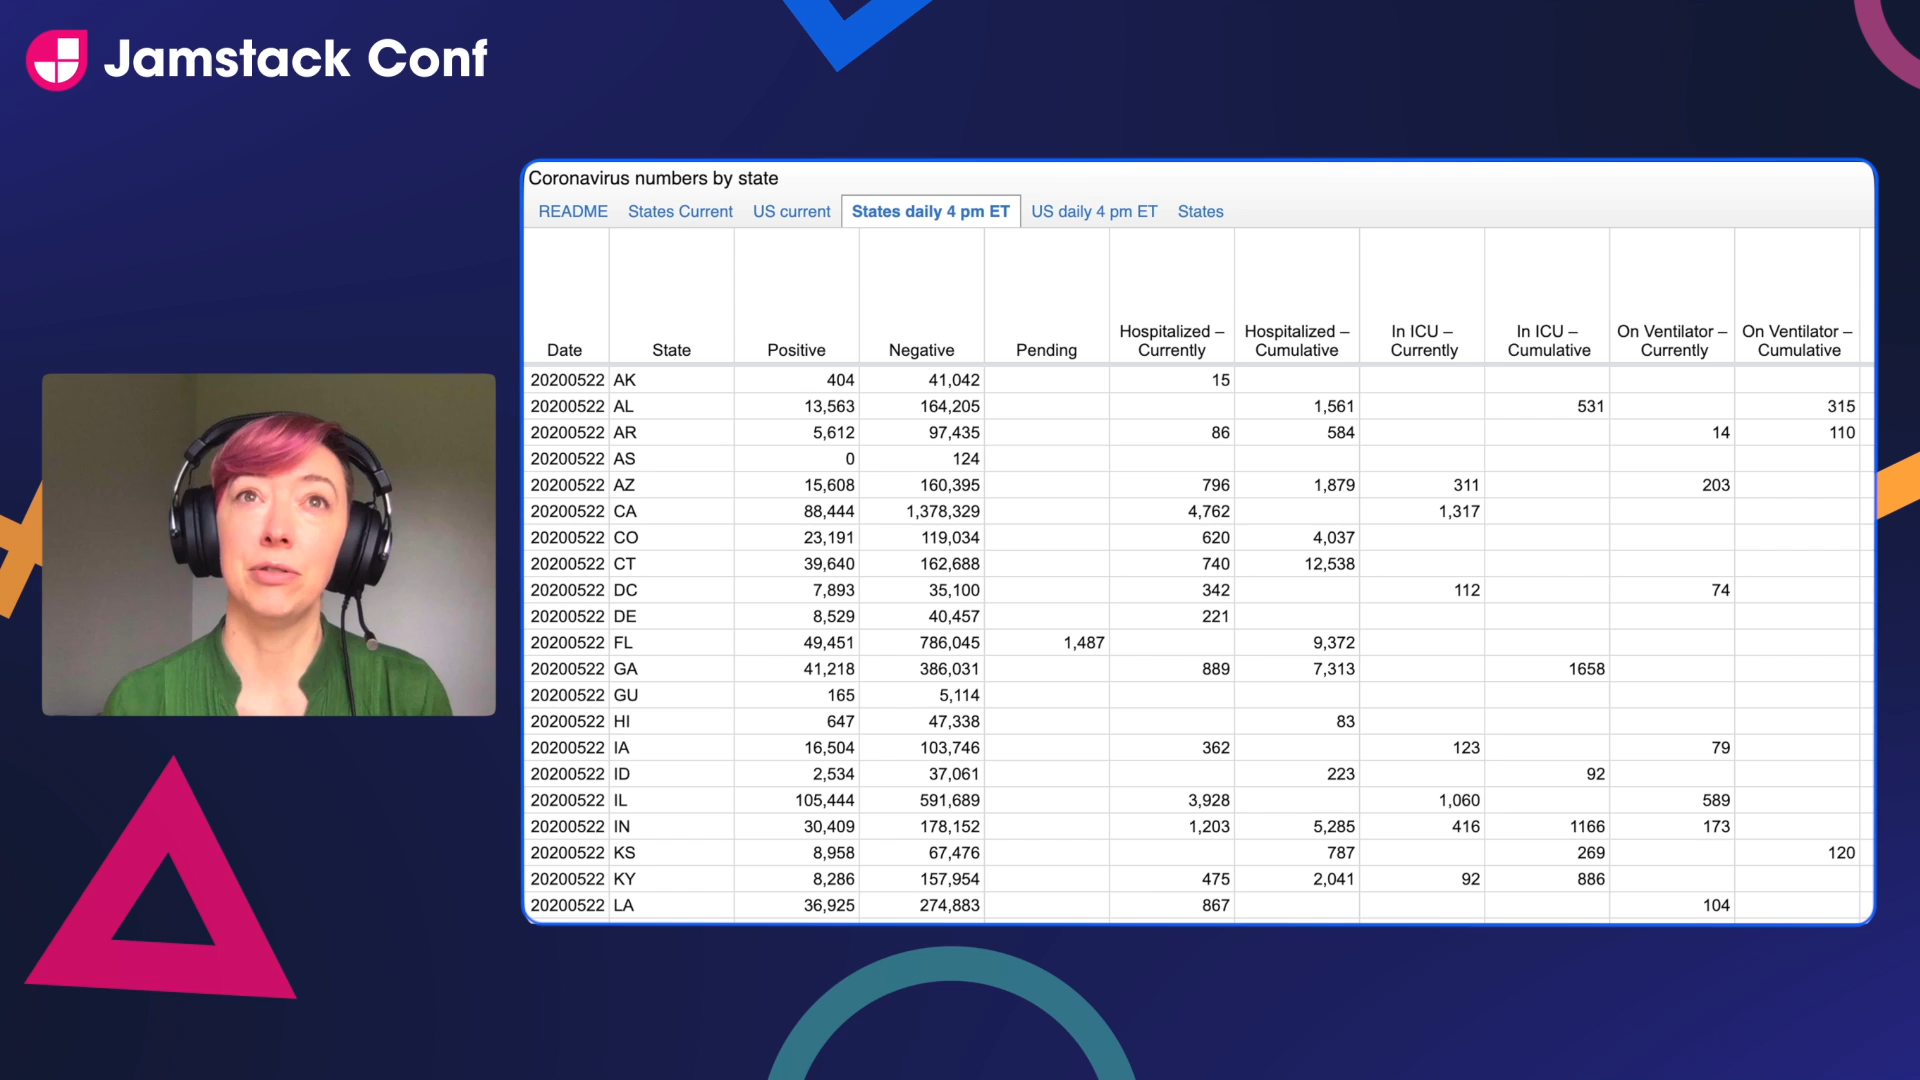 Jamstack Conf
Coronavirus numbers by state
README States Current US current States daily 4 pm ET US daily 4 pm ET States
Date State Positive Negative Pending Hospitalized – Currently Hospitalized – Cumulative In ICU – Currently In ICU – Cumulative On Ventilator – Currently On Ventilator – Cumulative
20200522 AK 404 41,042 15
20200522 AL 13,563 164,205 1,561 531 315
20200522 AR 5,612 97,435 86 584 14 110
20200522 AS 0 124
20200522 AZ 15,608 160,395 796 1,879 311 203
20200522 CA 88,444 1,378,329 4,762 1,317
20200522 CO 23,191 119,034 620 4,037
20200522 CT 39,640 162,688 740 12,538
20200522 DC 7,893 35,100 342 112 74
20200522 DE 8,529 40,457 221
20200522 FL 49,451 786,045 1,487 9,372
20200522 GA 41,218 386,031 889 7,313 1658
20200522 GU 165 5,114
20200522 HI 647 47,338 83
20200522 IA 16,504 103,746 362 123 79
20200522 ID 2,534 37,061 223 92
20200522 IL 105,444 591,689 3,928 1,060 589
20200522 IN 30,409 178,152 1,203 5,285 416 1166 173
20200522 KS 8,958 67,476 787 269 120
20200522 KY 8,286 157,954 475 2,041 92 886
20200522 LA 36,925 274,883 867 104